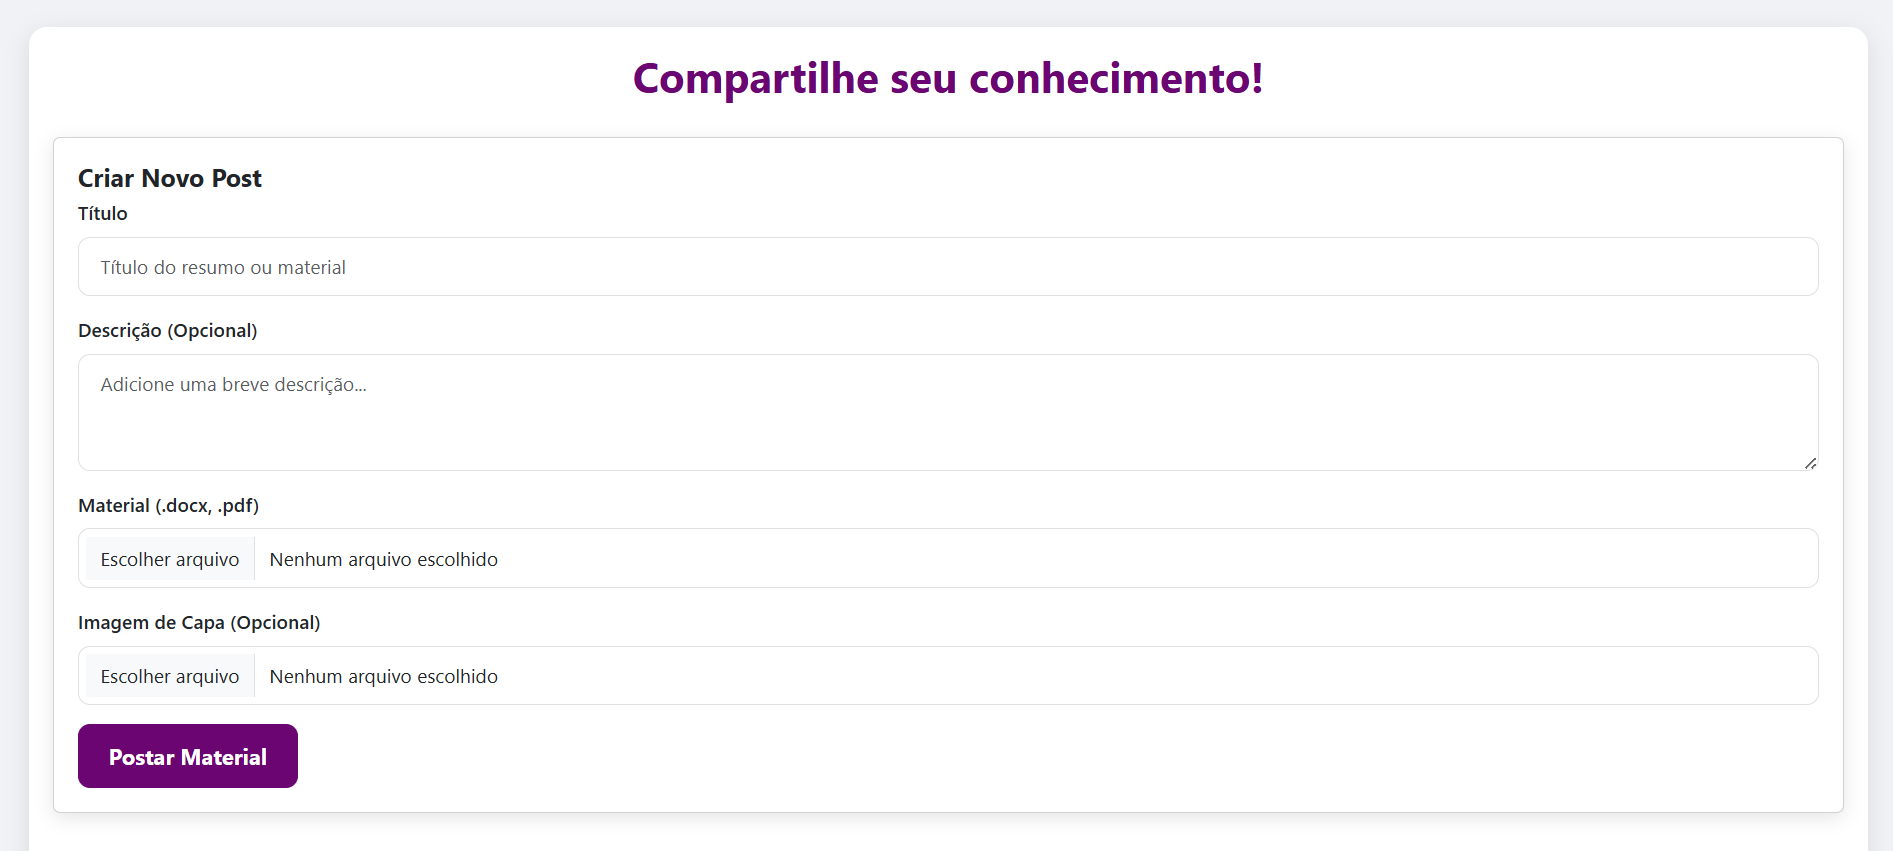 Compartilhe seu conhecimento!
Criar Novo Post
Título
Título do resumo ou material
Descrição (Opcional)
Adicione uma breve descrição...
Material (.docx, .pdf)
Escolher arquivo Nenhum arquivo escolhido
Imagem de Capa (Opcional)
Escolher arquivo Nenhum arquivo escolhido
Postar Material